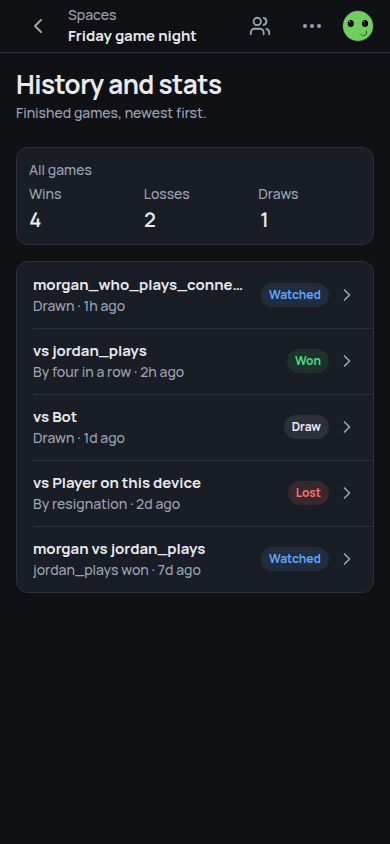 Spaces
Friday game night
History and stats
Finished games, newest first.
All games
Wins
Losses
Draws
4
2
1
morgan_who_plays_conne…
Drawn · 1h ago
Watched
vs jordan_plays
By four in a row · 2h ago
Won
vs Bot
Drawn · 1d ago
Draw
vs Player on this device
By resignation · 2d ago
Lost
morgan vs jordan_plays
jordan_plays won · 7d ago
Watched